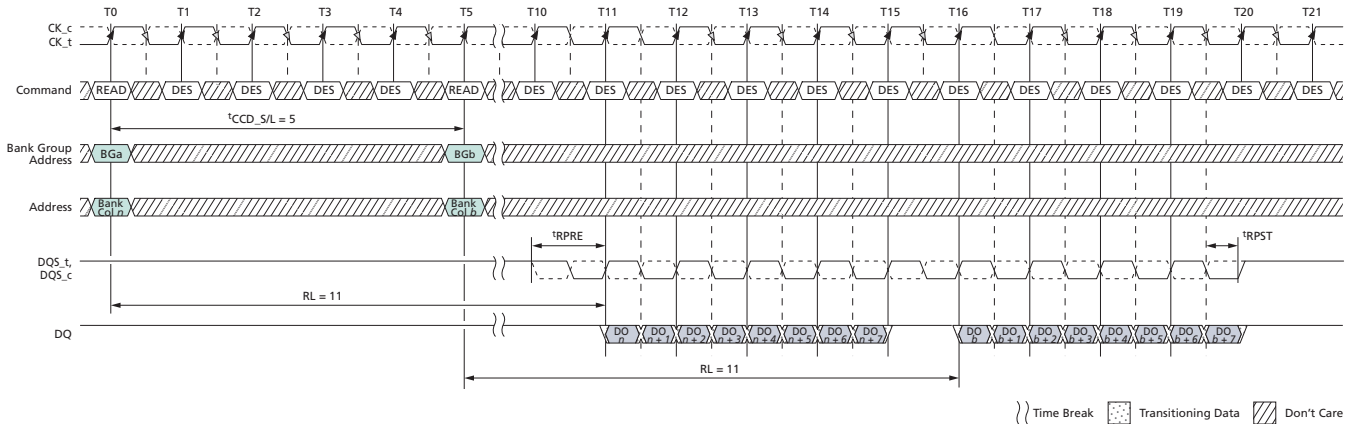 T0 T1 T2 T3 T4 T5 T10 T11 T12 T13 T14 T15 T16 T17 T18 T19 T20 T21
CK_c
CK_t
Command READ DES DES DES DES READ DES DES DES DES DES DES DES DES DES DES DES DES
tCCD_S/L = 5
Bank Group
Address BGa BGb
Address Bank
Col n Bank
Col b
tRPRE tRPST
DQS_t,
DQS_c
RL = 11
DQ DO
n DO
n + 1 DO
n + 2 DO
n + 3 DO
n + 4 DO
n + 5 DO
n + 6 DO
n + 7 DO
b DO
b + 1 DO
b + 2 DO
b + 3 DO
b + 4 DO
b + 5 DO
b + 6 DO
b + 7
RL = 11
Time Break Transitioning Data Don't Care